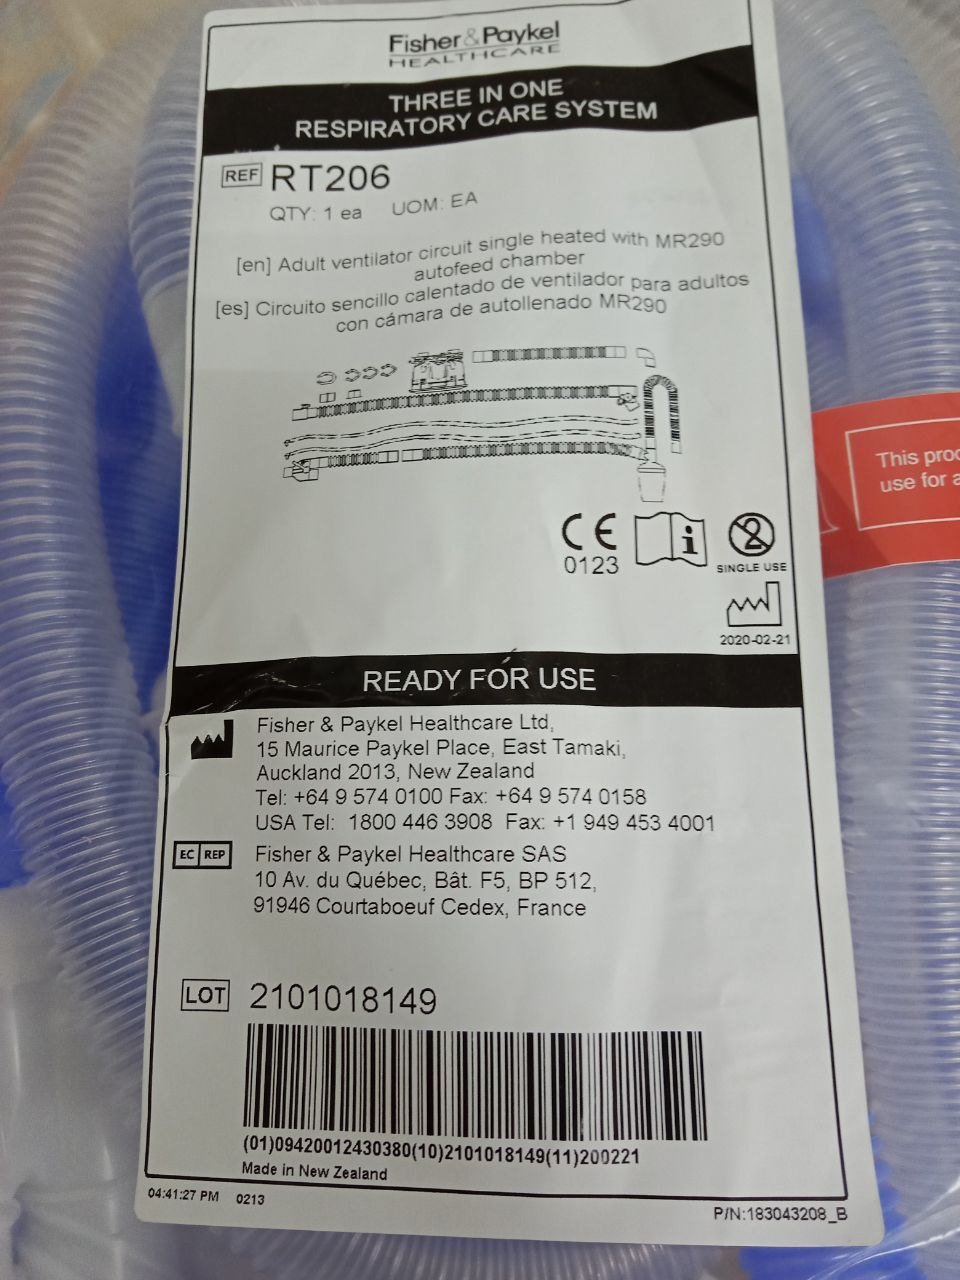 Fisher&Paykel
HEALTHCARE
THREE IN ONE
RESPIRATORY CARE SYSTEM
REF RT206
QTY: 1 ea UOM: EA
[en] Adult ventilator circuit single heated with MR290
autofeed chamber
[es] Circuito sencillo calentado de ventilador para adultos
con cámara de autollenado MR290
This
use for
CE
0123
2
SINGLE USE
2020-02-21
READY FOR USE
Fisher & Paykel Healthcare Ltd,
15 Maurice Paykel Place, East Tamaki,
Auckland 2013, New Zealand
Tel: +64 9 574 0100 Fax: +64 9 574 0158
USA Tel: 1800 446 3908 Fax: +1 949 453 4001
EC REP Fisher & Paykel Healthcare SAS
10 Av. du Québec, Bât. F5, BP 512,
91946 Courtaboeuf Cedex, France
LOT 2101018149
(01)09420012430380(10)2101018149(11)200221
Made in New Zealand
04:41:27 PM 0213
P/N:183043208_B